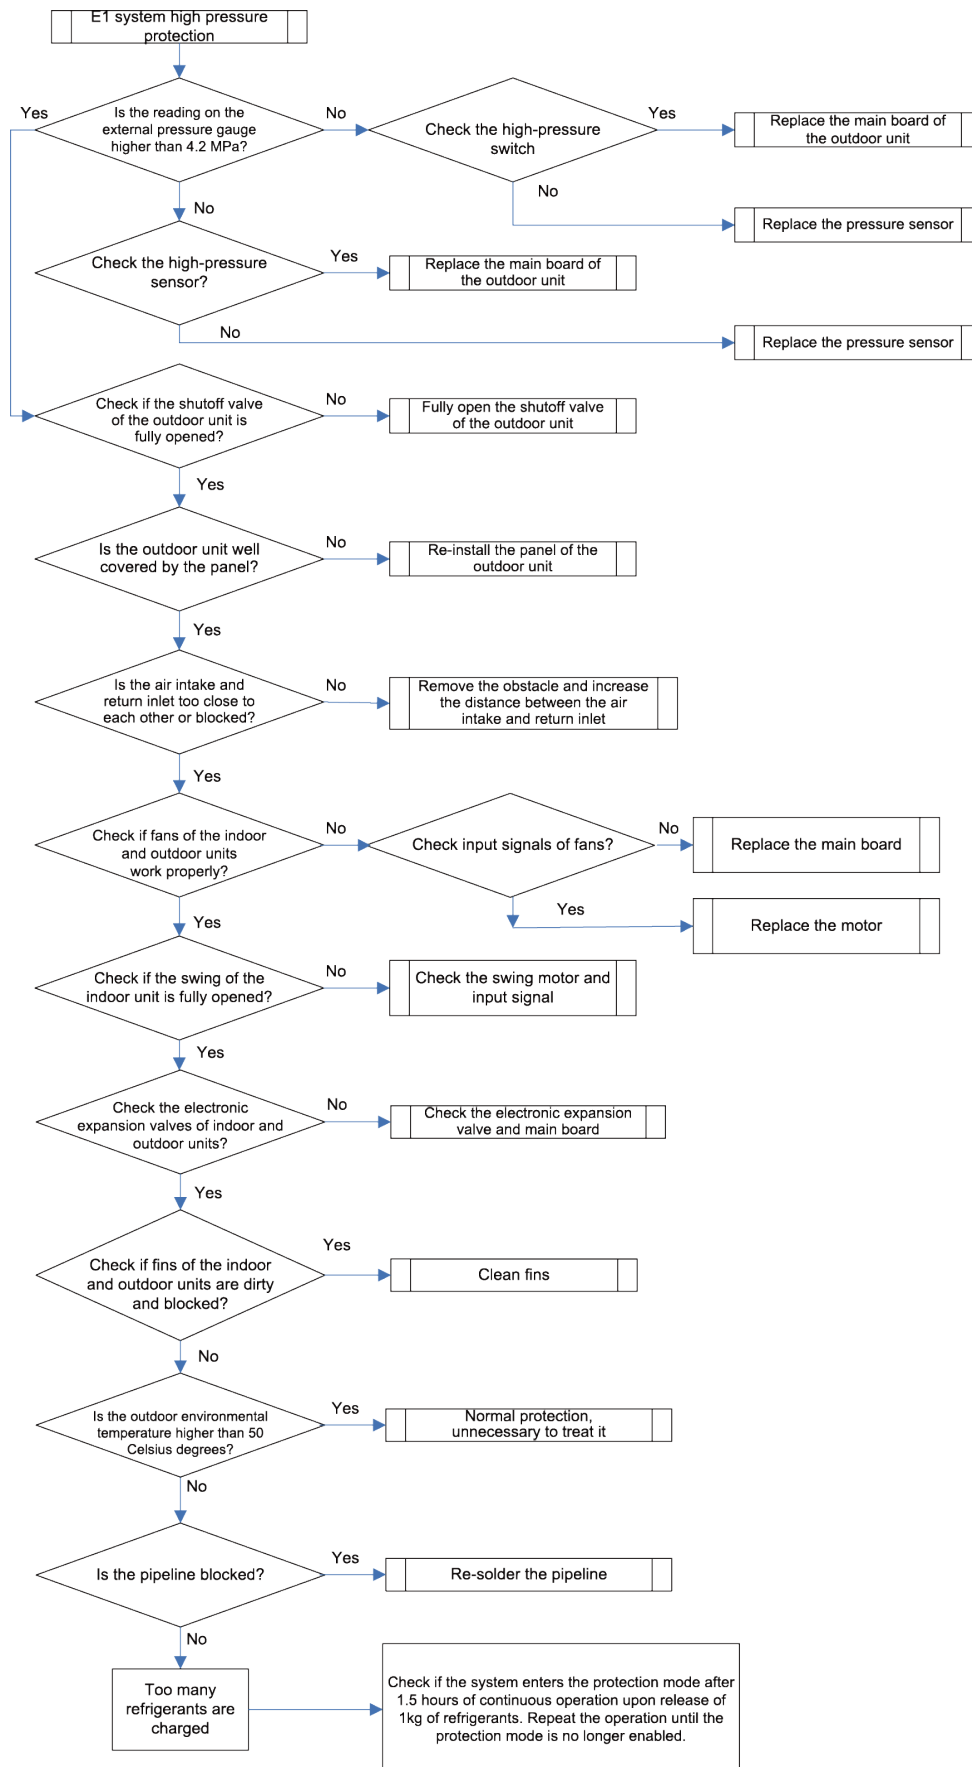 E1 system high pressure
protection
Yes
Is the reading on the
external pressure gauge
higher than 4.2 MPa?
No
Check the high-pressure
switch
Yes
Replace the main board of
the outdoor unit
No
Replace the pressure sensor
No
Check the high-pressure
sensor?
Yes
Replace the main board of
the outdoor unit
No
Replace the pressure sensor
Check if the shutoff valve
of the outdoor unit is
fully opened?
No
Fully open the shutoff valve
of the outdoor unit
Yes
Is the outdoor unit well
covered by the panel?
No
Re-install the panel of the
outdoor unit
Yes
Is the air intake and
return inlet too close to
each other or blocked?
No
Remove the obstacle and increase
the distance between the air
intake and return inlet
Yes
Check if fans of the indoor
and outdoor units
work properly?
No
Check input signals of fans?
No
Replace the main board
Yes
Replace the motor
Yes
Check if the swing of the
indoor unit is fully opened?
No
Check the swing motor and
input signal
Yes
Check the electronic
expansion valves of indoor and
outdoor units?
No
Check the electronic expansion
valve and main board
Yes
Check if fins of the indoor
and outdoor units are dirty
and blocked?
Yes
Clean fins
No
Is the outdoor environmental
temperature higher than 50
Celsius degrees?
Yes
Normal protection,
unnecessary to treat it
No
Is the pipeline blocked?
Yes
Re-solder the pipeline
No
Too many
refrigerants are
charged
Check if the system enters the protection mode after
1.5 hours of continuous operation upon release of
1kg of refrigerants. Repeat the operation until the
protection mode is no longer enabled.